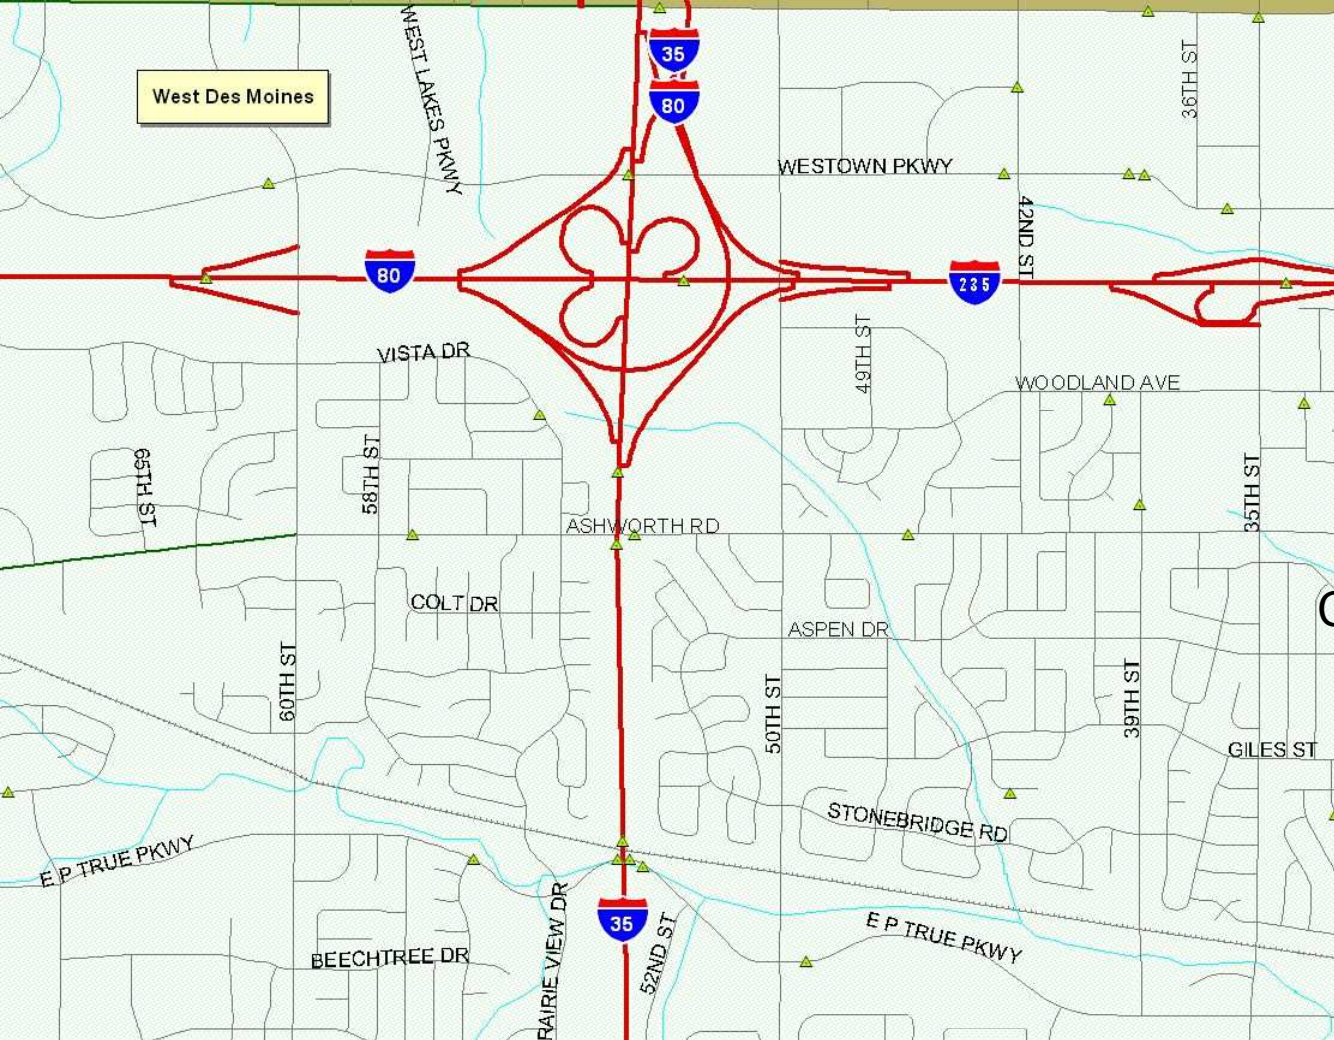 35
36TH ST
WEST LAKES PKWY
West Des Moines
80
WESTOWN PKWY
42ND ST
80
235
49TH ST
VISTA DR
WOODLAND AVE
58TH ST
65TH ST
35TH ST
ASHWORTH RD
COLT DR
ASPEN DR
60TH ST
39TH ST
50TH ST
GILES ST
STONEBRIDGE RD
E P TRUE PKWY
35
RAIRIE VIEW DR
52ND ST
E P TRUE PKWY
BEECHTREE DR